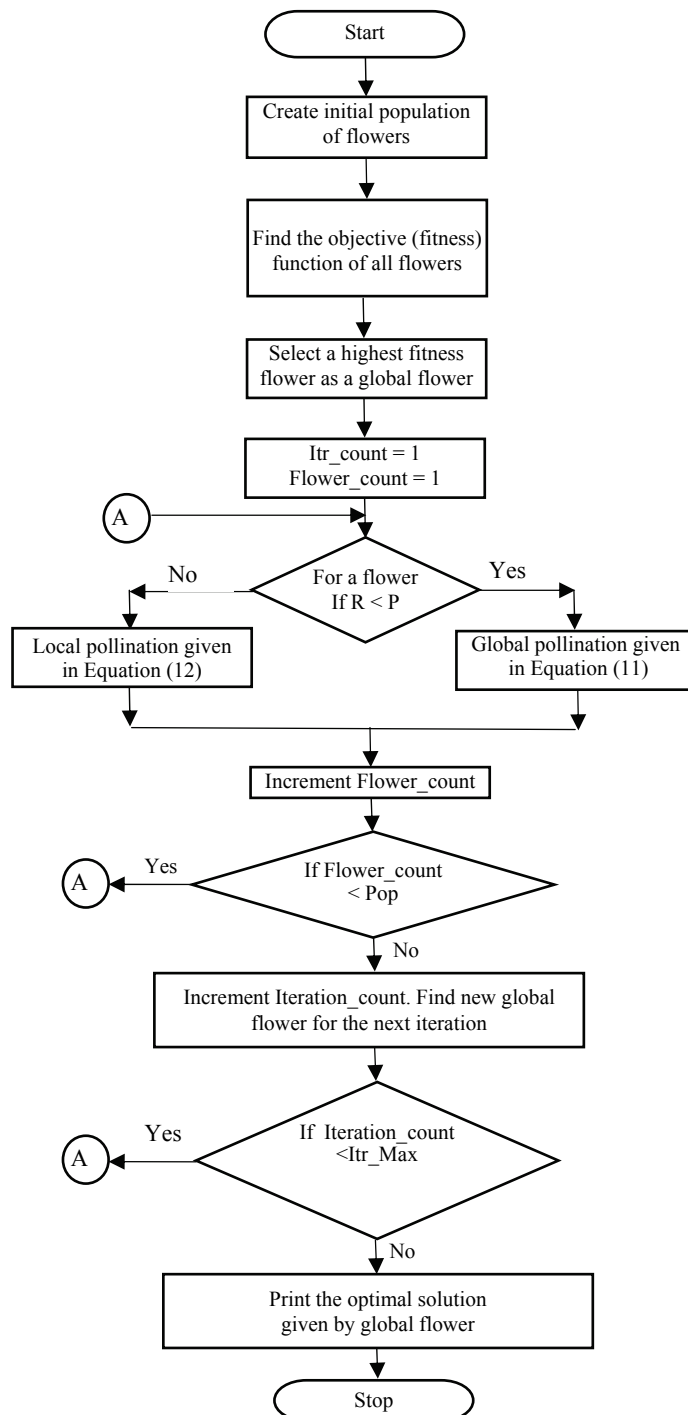 Start
Create initial population
of flowers
Find the objective (fitness)
function of all flowers
Select a highest fitness
flower as a global flower
Itr_count = 1
Flower_count = 1
A
No
For a flower
If R < P
Yes
Local pollination given
in Equation (12)
Global pollination given
in Equation (11)
Increment Flower_count
A
Yes
If Flower_count
< Pop
No
Increment Iteration_count. Find new global
flower for the next iteration
A
Yes
If Iteration_count
<Itr_Max
No
Print the optimal solution
given by global flower
Stop